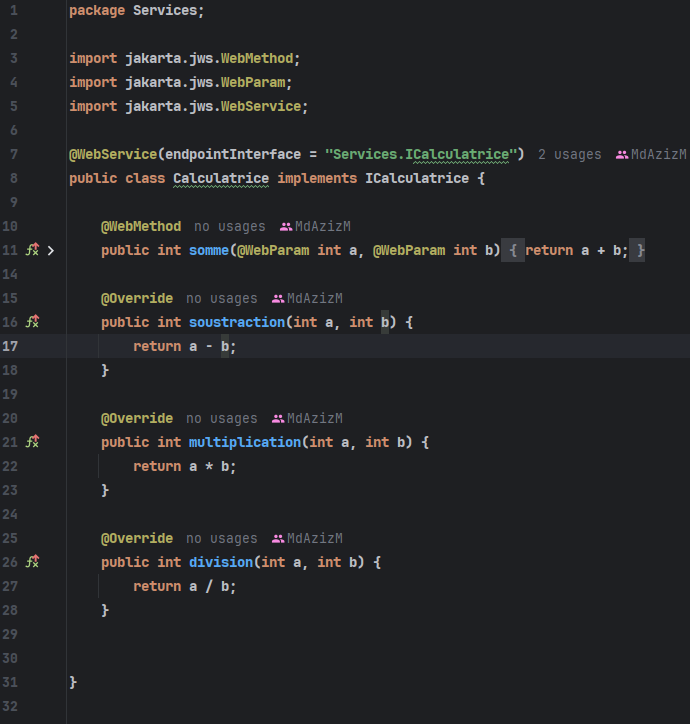 1 package Services;
2
3 import jakarta.jws.WebMethod;
4 import jakarta.jws.WebParam;
5 import jakarta.jws.WebService;
6
7 @WebService(endpointInterface = "Services.ICalculatrice") 2 usages MdAzizM
8 public class Calculatrice implements ICalculatrice {
9
10 @WebMethod no usages MdAzizM
11 public int somme(@WebParam int a, @WebParam int b) { return a + b; }
14
15 @Override no usages MdAzizM
16 public int soustraction(int a, int b) {
17 return a - b;
18 }
19
20 @Override no usages MdAzizM
21 public int multiplication(int a, int b) {
22 return a * b;
23 }
24
25 @Override no usages MdAzizM
26 public int division(int a, int b) {
27 return a / b;
28 }
29
30
31 }
32